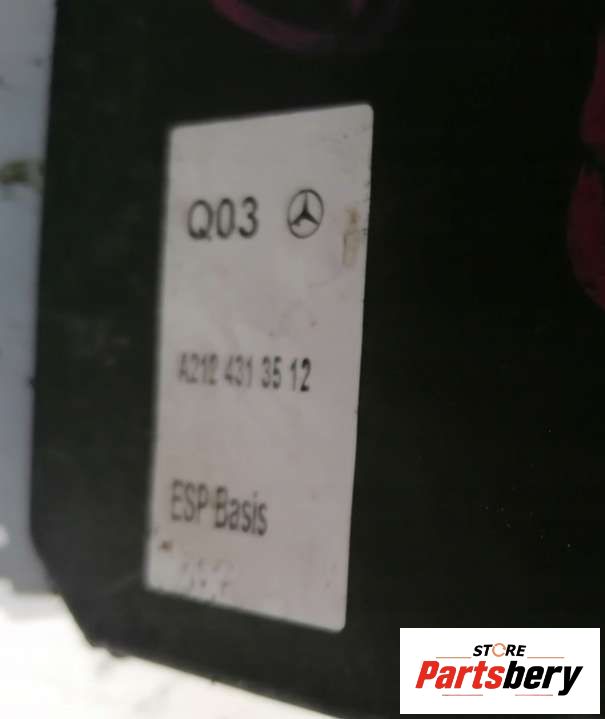 Q03
A212 431 35 12
ESP Basis
STORE
Partsbery